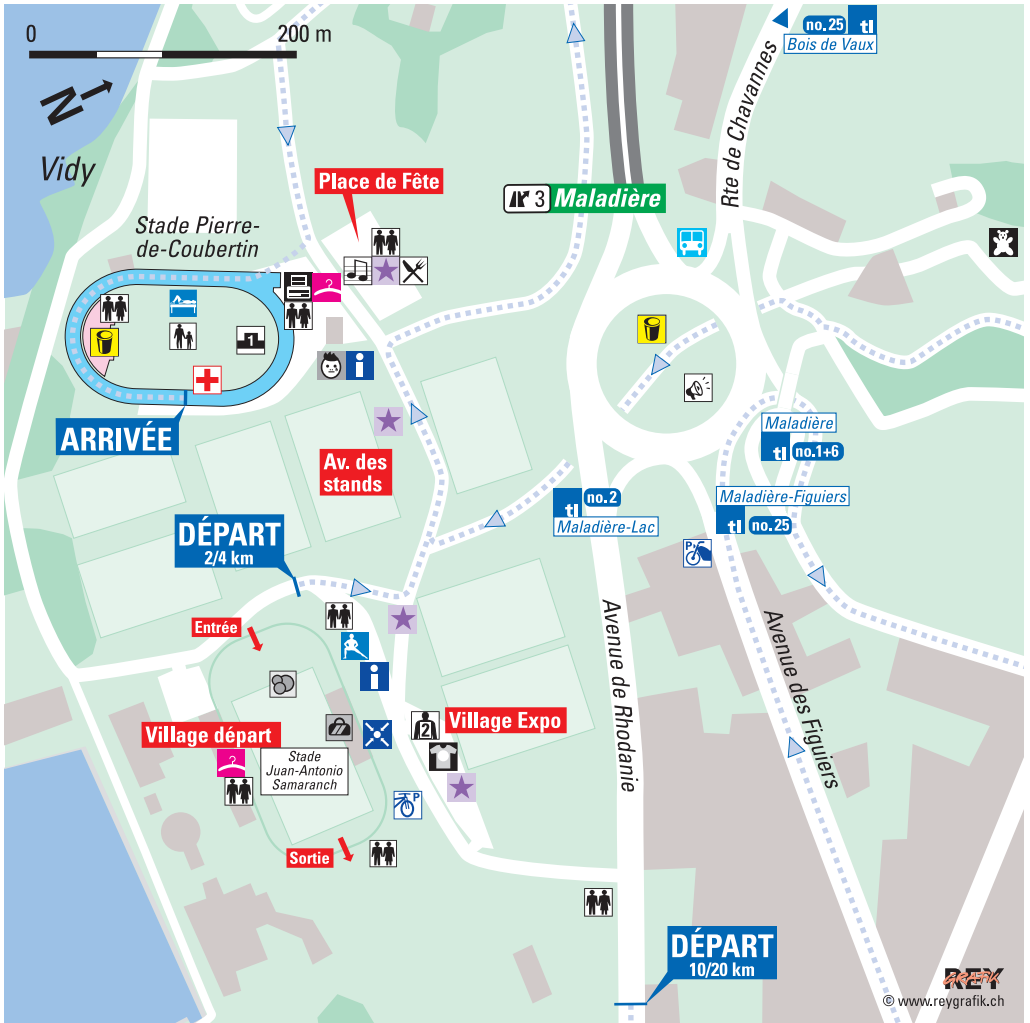 0 200 m
N
Vidy
no.25 tl
Bois de Vaux
Rte de Chavannes
Place de Fête
3 Maladière
Stade Pierre-
de-Coubertin
1
i
ARRIVÉE
Av. des
stands
Maladière
tl no.1+6
no.2
tl
Maladière-Lac
Maladière-Figuiers
tl no.25
P
DÉPART
2/4 km
Entrée
i
Avenue de Rhodanie
Avenue des Figuiers
Village départ
2
Village Expo
Stade
Juan-Antonio
Samaranch
?
P
Sortie
DÉPART
10/20 km
REY
GRAFIK
© www.reygrafik.ch